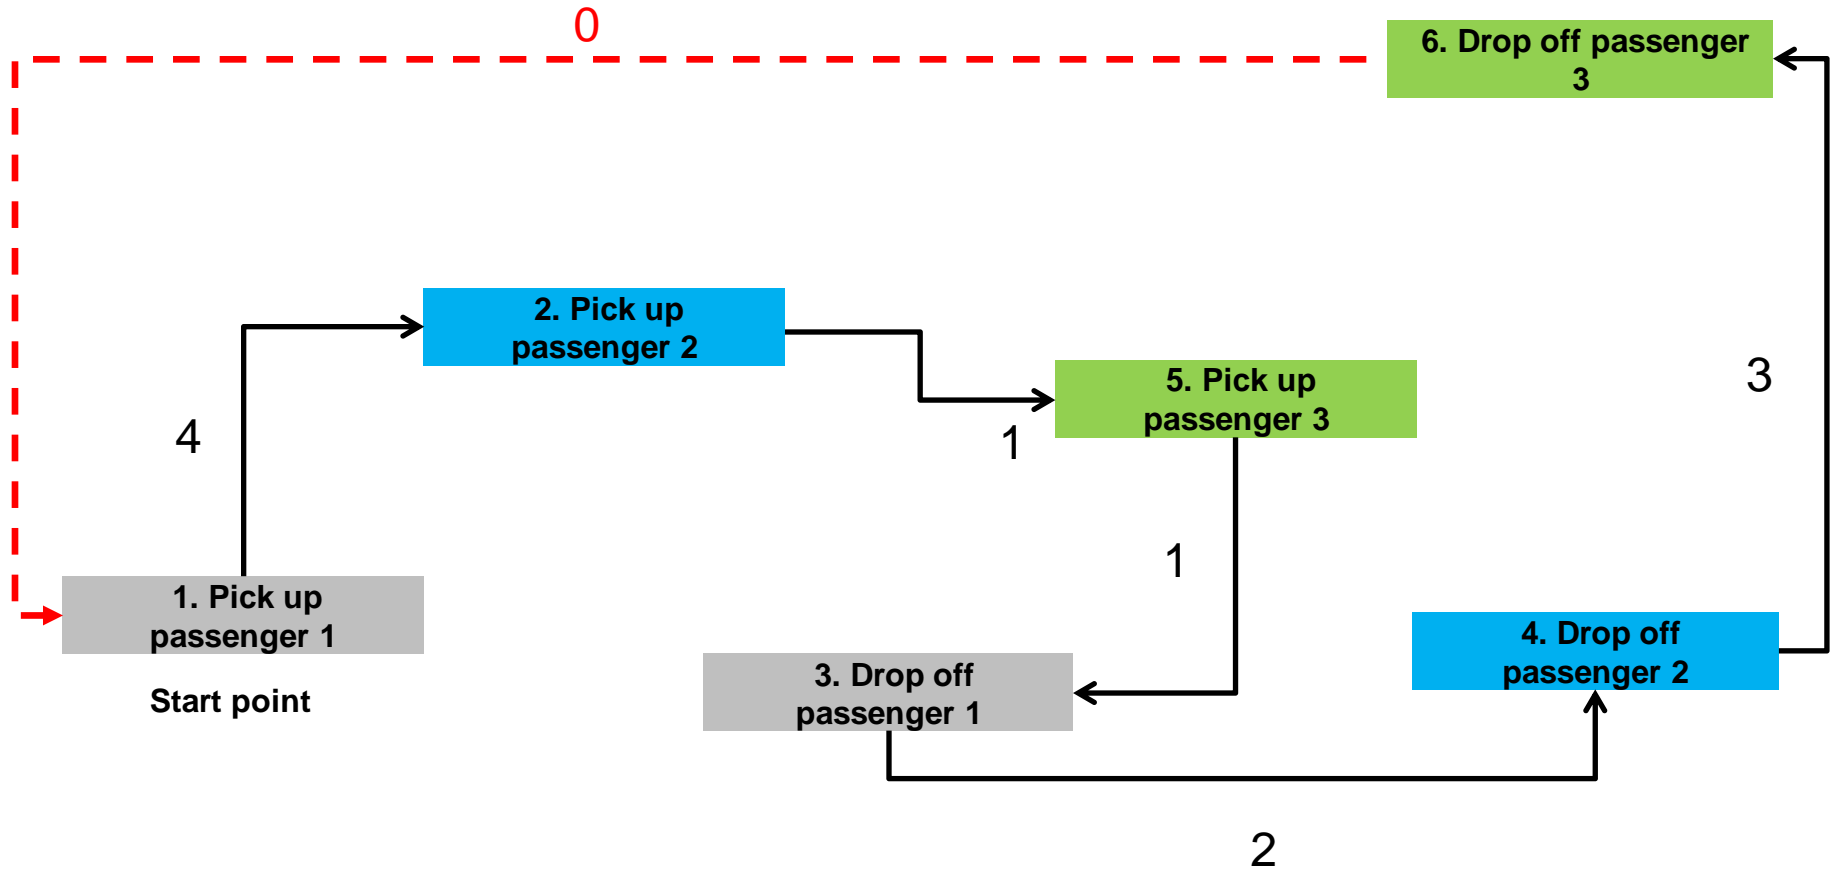 0
6. Drop off passenger
3
2. Pick up
passenger 2
5. Pick up
passenger 3
3
4
1
1
1. Pick up
passenger 1
Start point
3. Drop off
passenger 1
4. Drop off
passenger 2
2